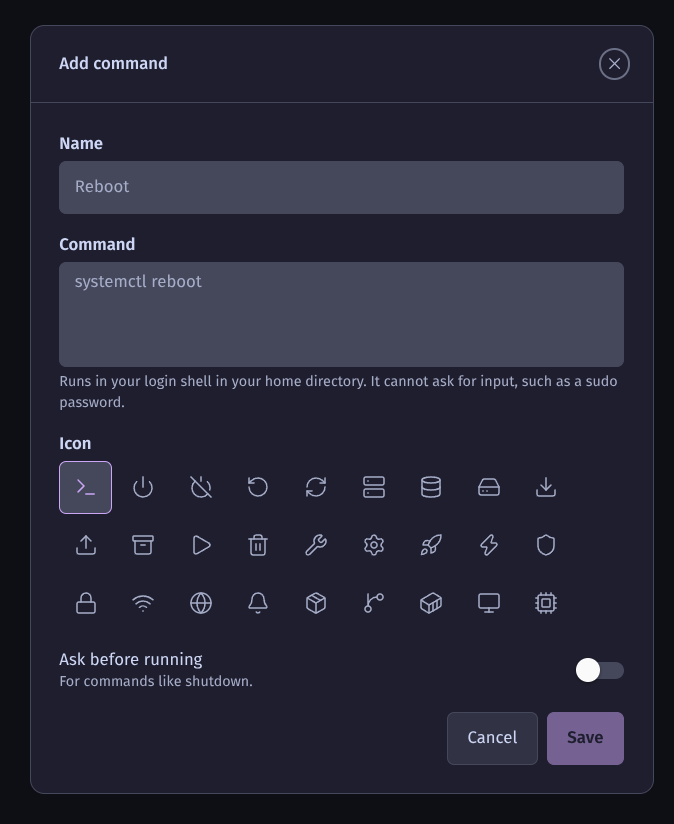 Add command
Name
Reboot
Command
systemctl reboot
Runs in your login shell in your home directory. It cannot ask for input, such as a sudo
password.
Icon
Ask before running
For commands like shutdown.
Cancel
Save